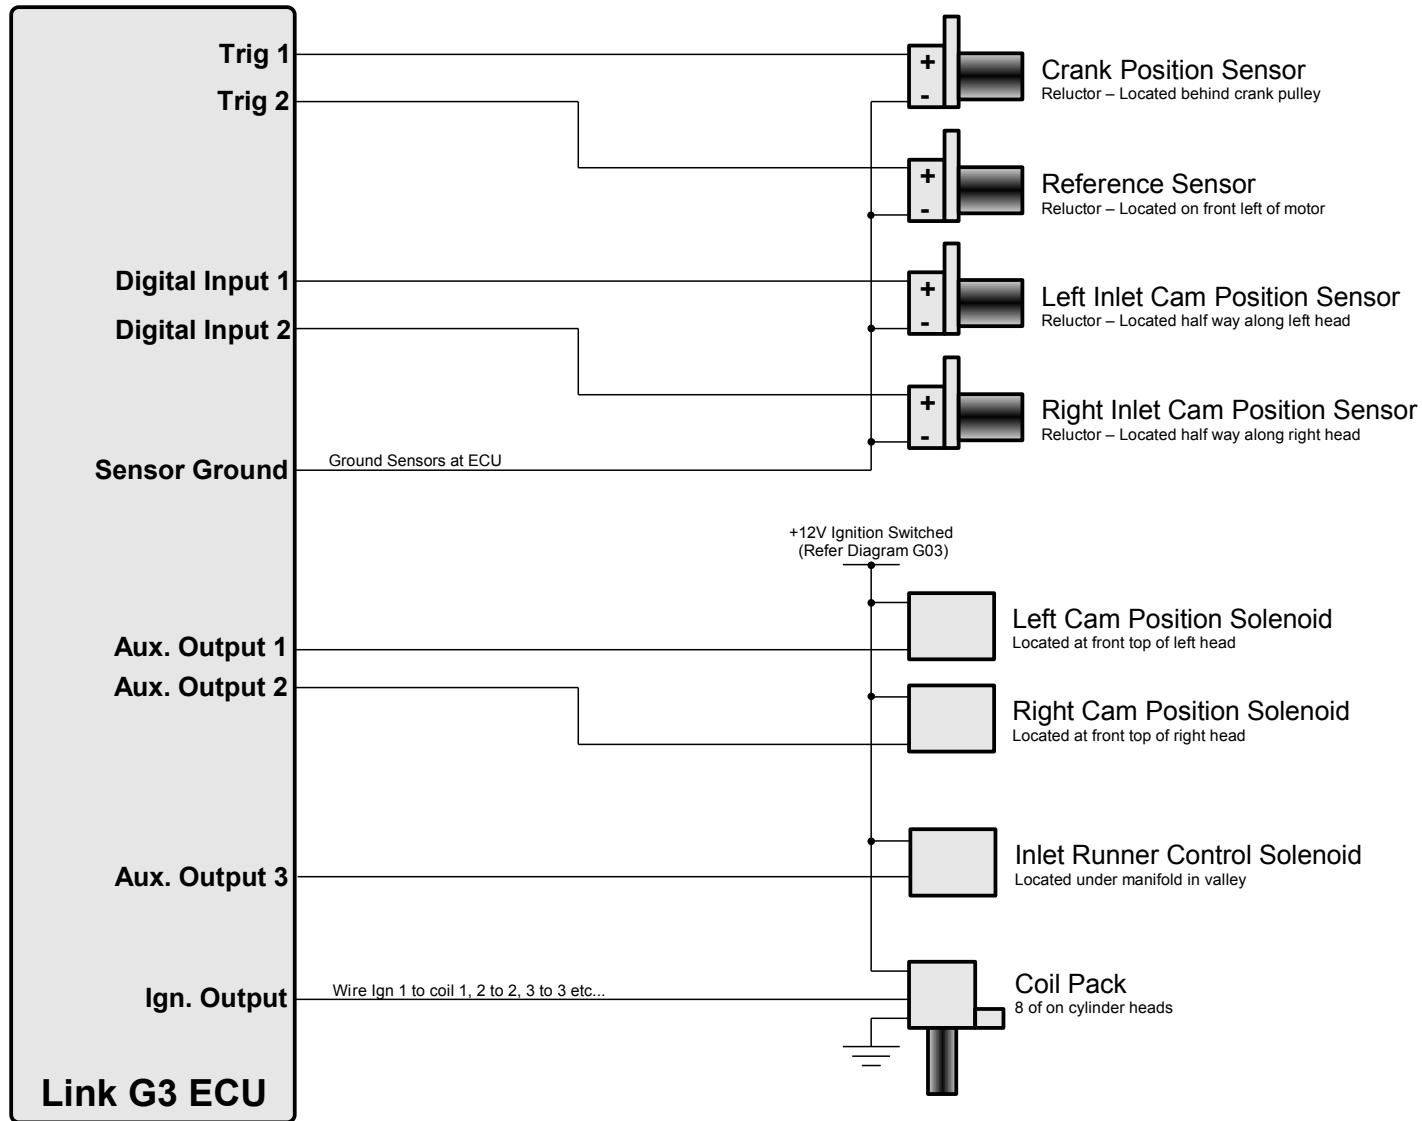 Trig 1
+
Crank Position Sensor
Trig 2
-
Reluctor – Located behind crank pulley
+
Reference Sensor
-
Reluctor – Located on front left of motor
Digital Input 1
+
Left Inlet Cam Position Sensor
Digital Input 2
-
Reluctor – Located half way along left head
+
Right Inlet Cam Position Sensor
-
Reluctor – Located half way along right head
Sensor Ground
Ground Sensors at ECU
+12V Ignition Switched
(Refer Diagram G03)
Left Cam Position Solenoid
Aux. Output 1
Located at front top of left head
Aux. Output 2
Right Cam Position Solenoid
Located at front top of right head
Inlet Runner Control Solenoid
Aux. Output 3
Located under manifold in valley
Ign. Output
Wire Ign 1 to coil 1, 2 to 2, 3 to 3 etc...
Coil Pack
8 of on cylinder heads
Link G3 ECU